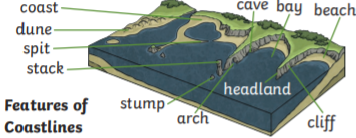 coast
cave bay beach
dune
spit
stack
headland
stump
arch
cliff
Features of
Coastlines